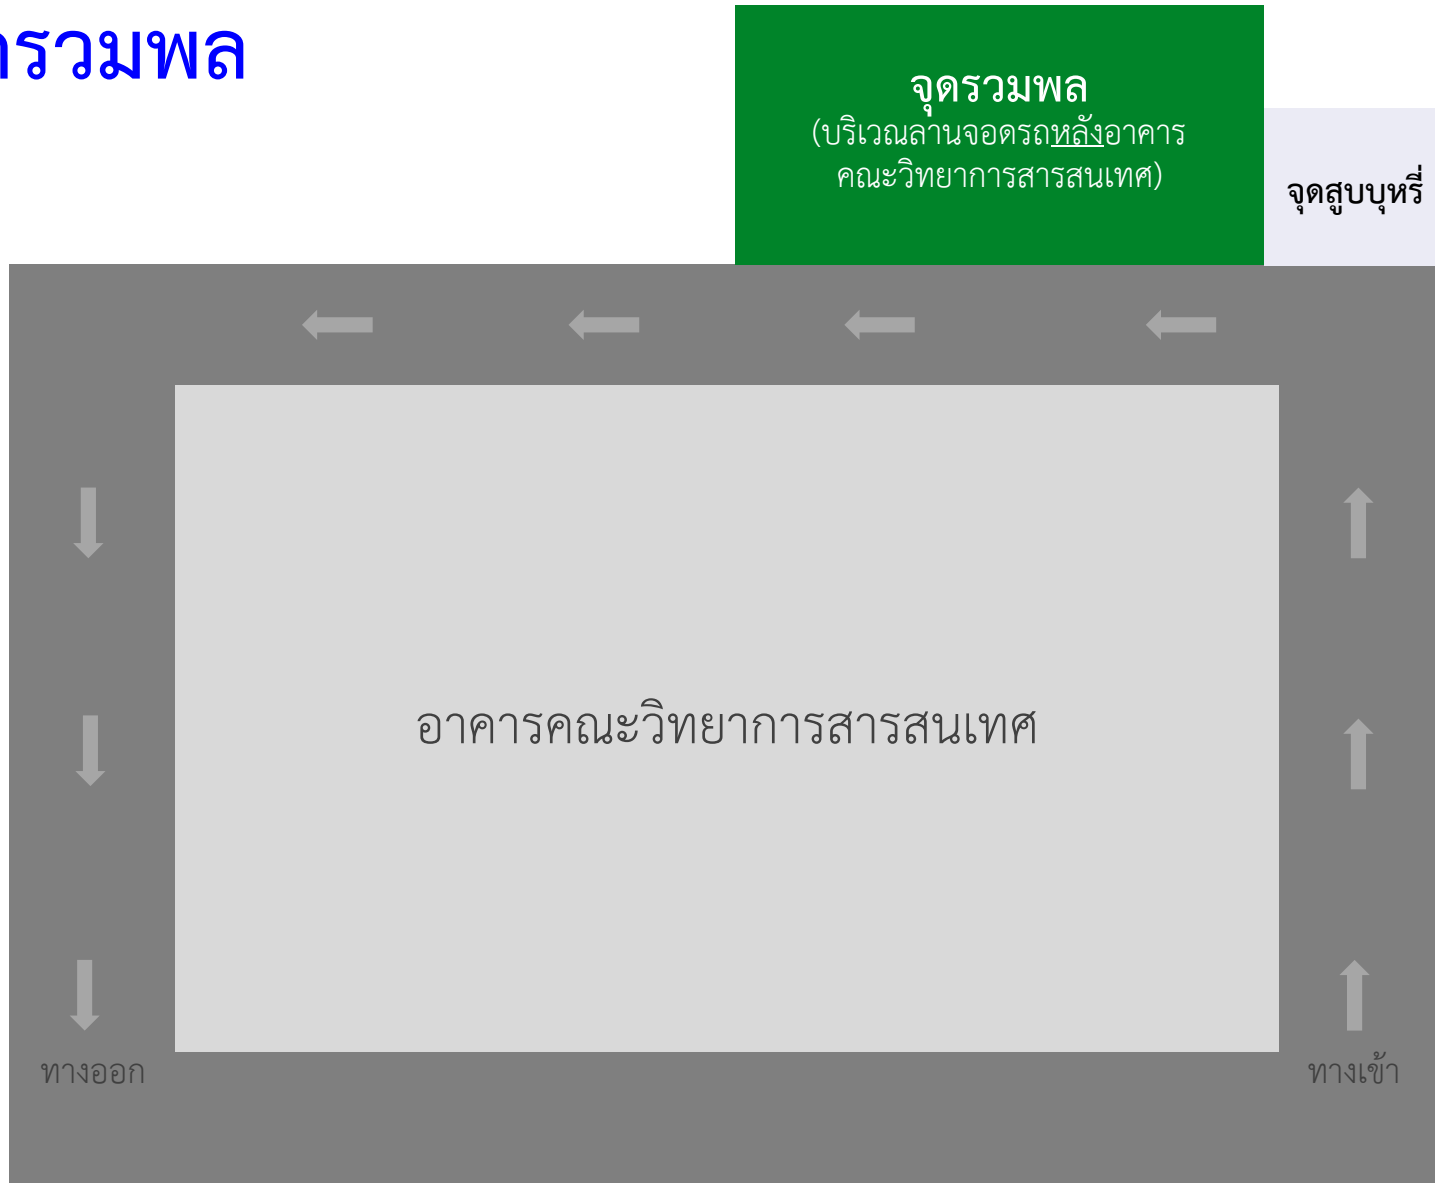 รวมพล
จุดรวมพล
(บริเวณลานจอดรถหลังอาคาร
คณะวิทยาการสารสนเทศ)
จุดสูบบุหรี่
อาคารคณะวิทยาการสารสนเทศ
ทางออก
ทางเข้า